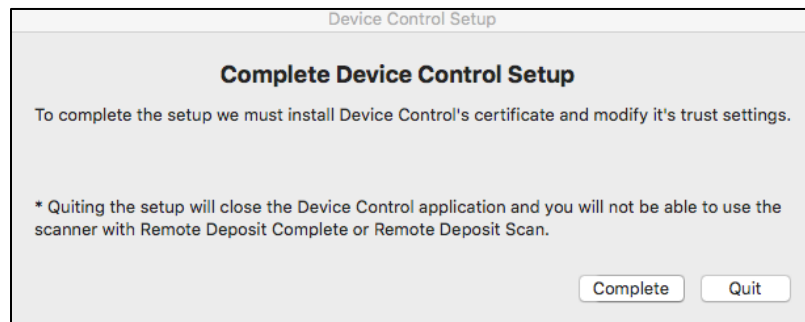 Device Control Setup
Complete Device Control Setup
To complete the setup we must install Device Control's certificate and modify it's trust settings.
* Quiting the setup will close the Device Control application and you will not be able to use the
scanner with Remote Deposit Complete or Remote Deposit Scan.
Complete Quit